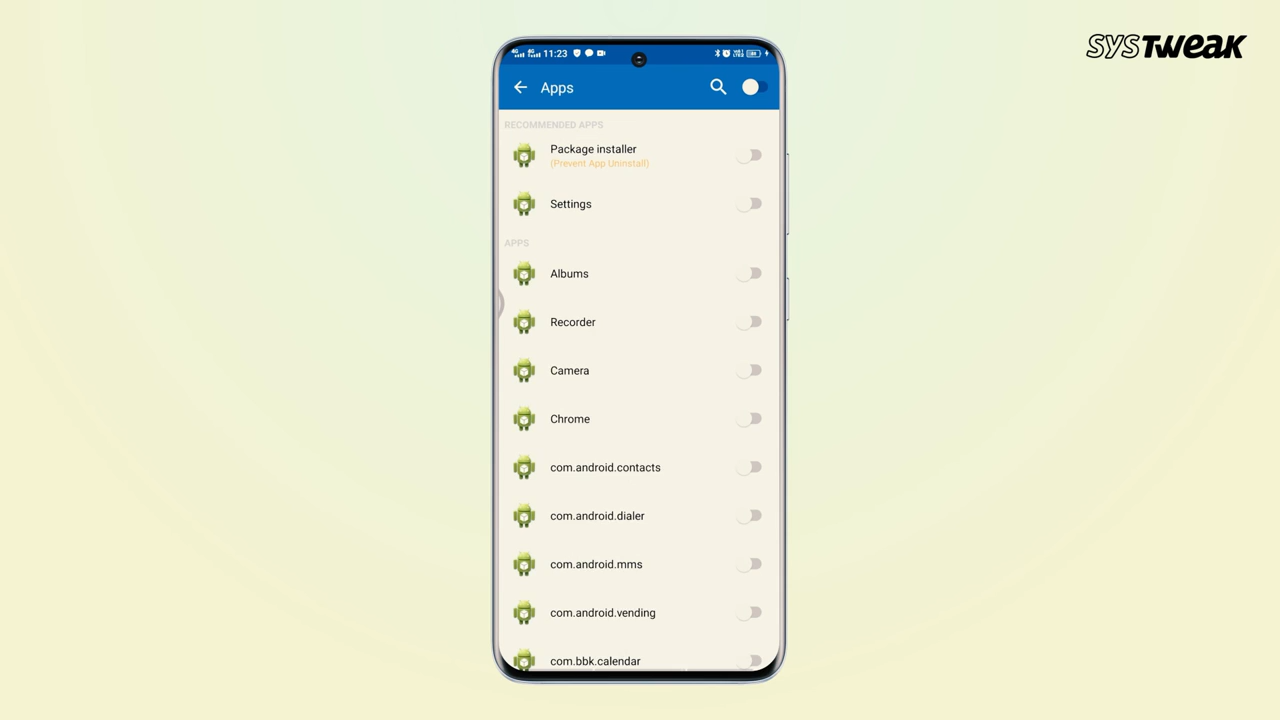 SYSTWEAK
11:23
Apps
RECOMMENDED APPS
Package installer
(Prevent App Uninstall)
Settings
APPS
Albums
Recorder
Camera
Chrome
com.android.contacts
com.android.dialer
com.android.mms
com.android.vending
com.bbk.calendar